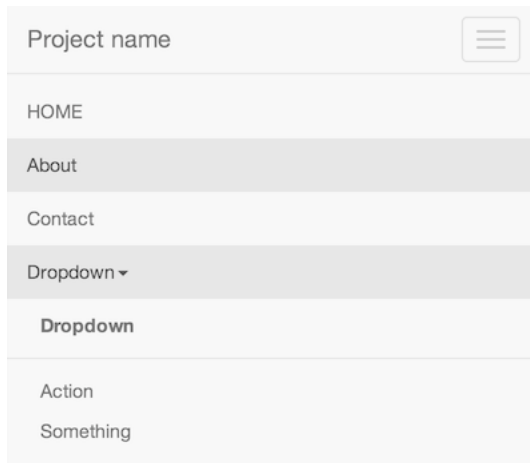 Project name
HOME
About
Contact
Dropdown
Dropdown
Action
Something